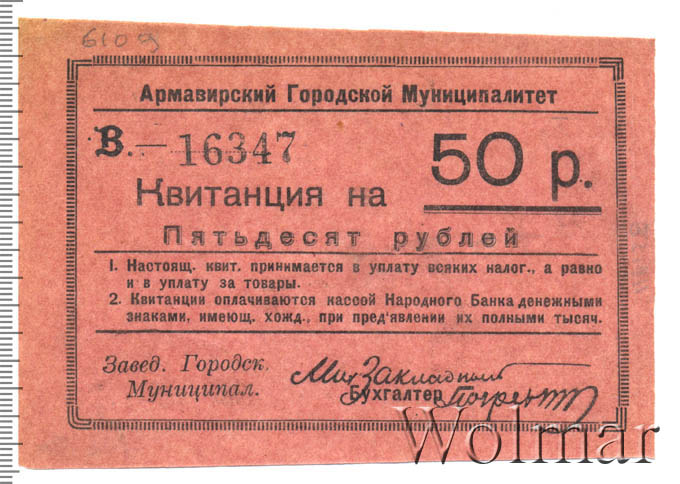 6109
Армавирский Городской Муниципалитет
В.—16347
50 р.
Квитанция на
Пятьдесят рублей
1. Настоящ. квит. принимается в уплату всяких налог., а равно
и в уплату за товары.
2. Квитанции оплачиваются кассой Народного Банка денежными
знаками, имеющ. хожд., при пред'явлении их полными тысяч.
Завед. Городск.
Муниципал.
Бухгалтер
Wolmar